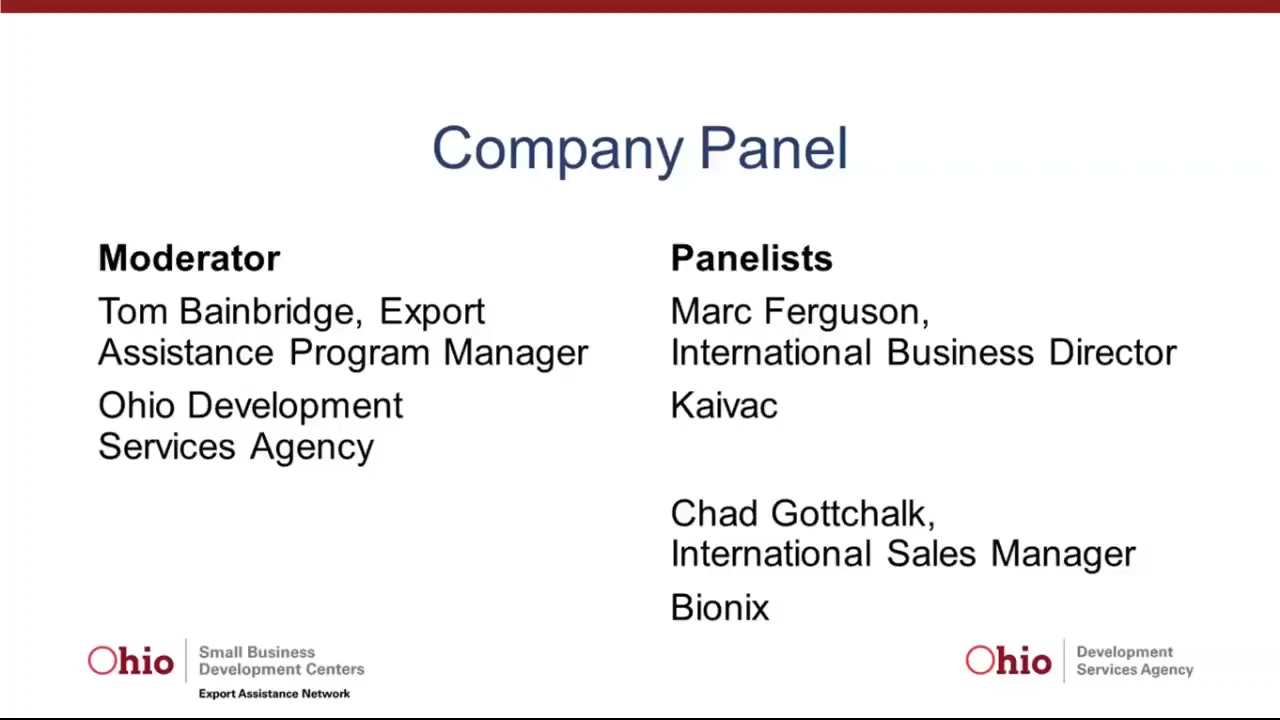 Company Panel
Moderator
Tom Bainbridge, Export
Assistance Program Manager
Ohio Development
Services Agency
Panelists
Marc Ferguson,
International Business Director
Kaivac
Chad Gottchalk,
International Sales Manager
Bionix
Ohio
Small Business
Development Centers
Export Assistance Network
Ohio
Development
Services Agency